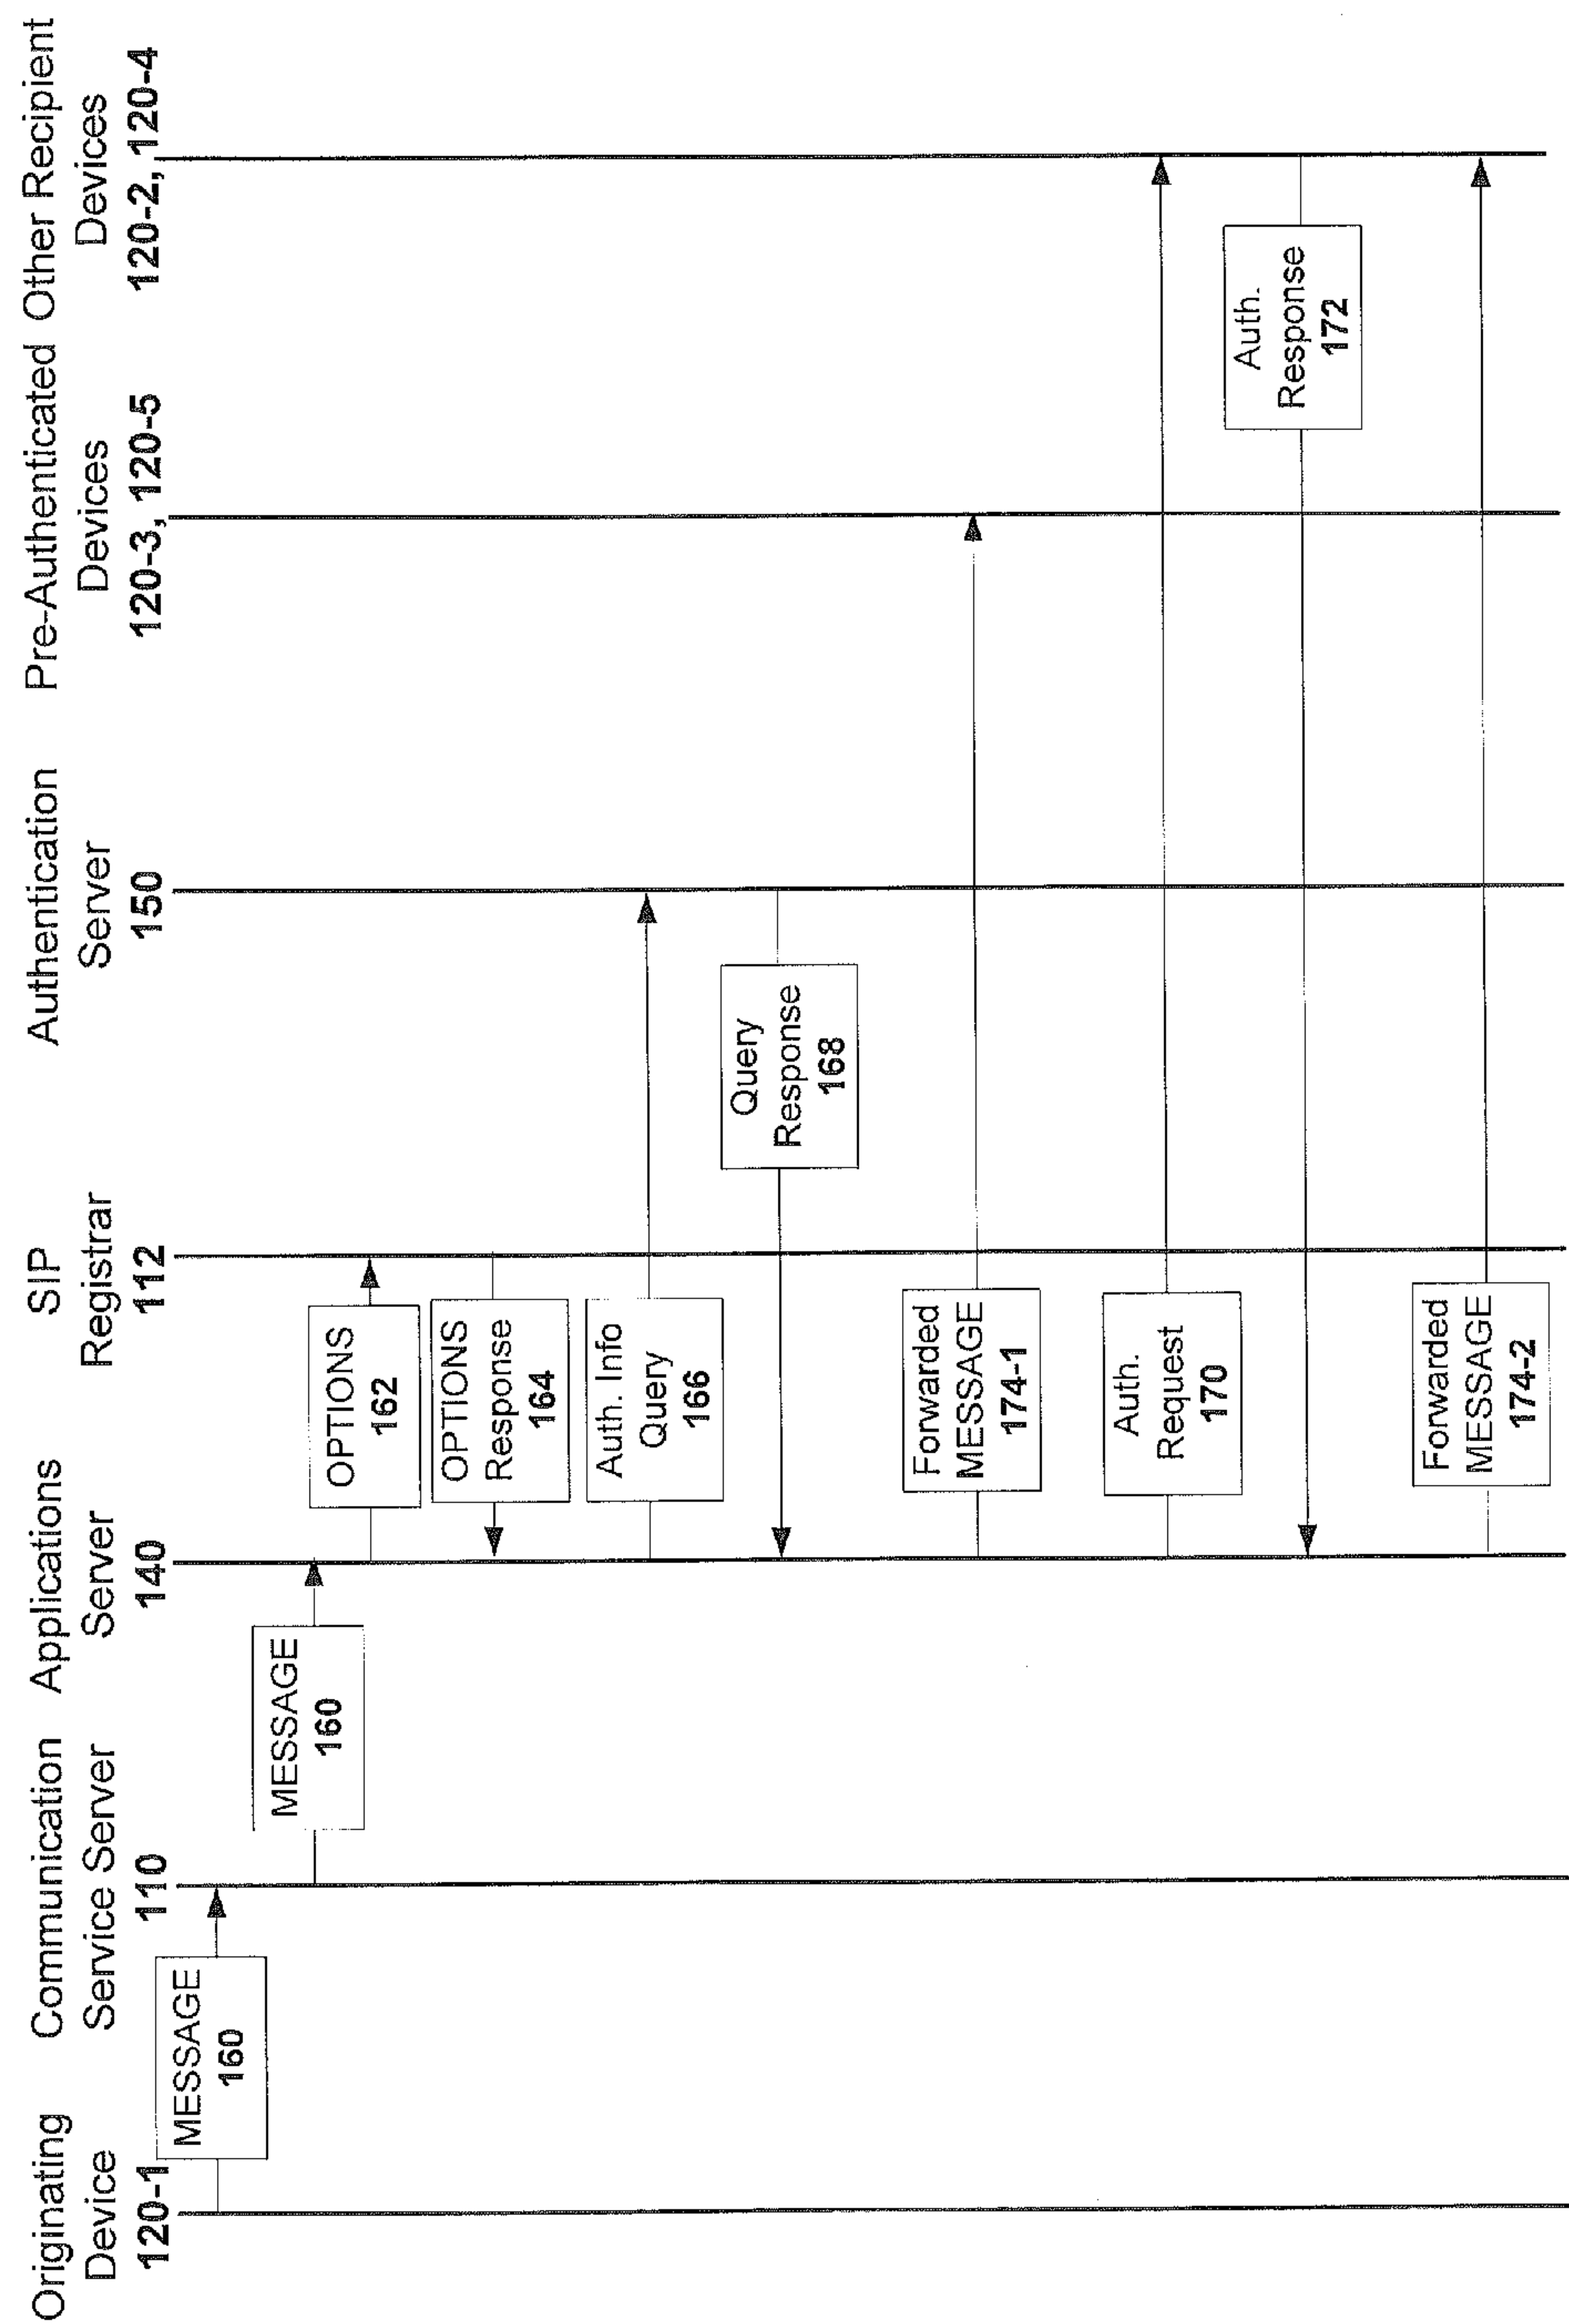 Originating
Device
120-1
Communication
Service Server
110
Applications
Server
140
SIP
Registrar
112
Authentication
Server
150
Pre-Authenticated
Devices
120-3, 120-5
Other Recipient
Devices
120-2, 120-4
MESSAGE
160
MESSAGE
160
OPTIONS
162
OPTIONS
Response
164
Auth. Info
Query
166
Query
Response
168
Forwarded
MESSAGE
174-1
Auth.
Request
170
Auth.
Response
172
Forwarded
MESSAGE
174-2